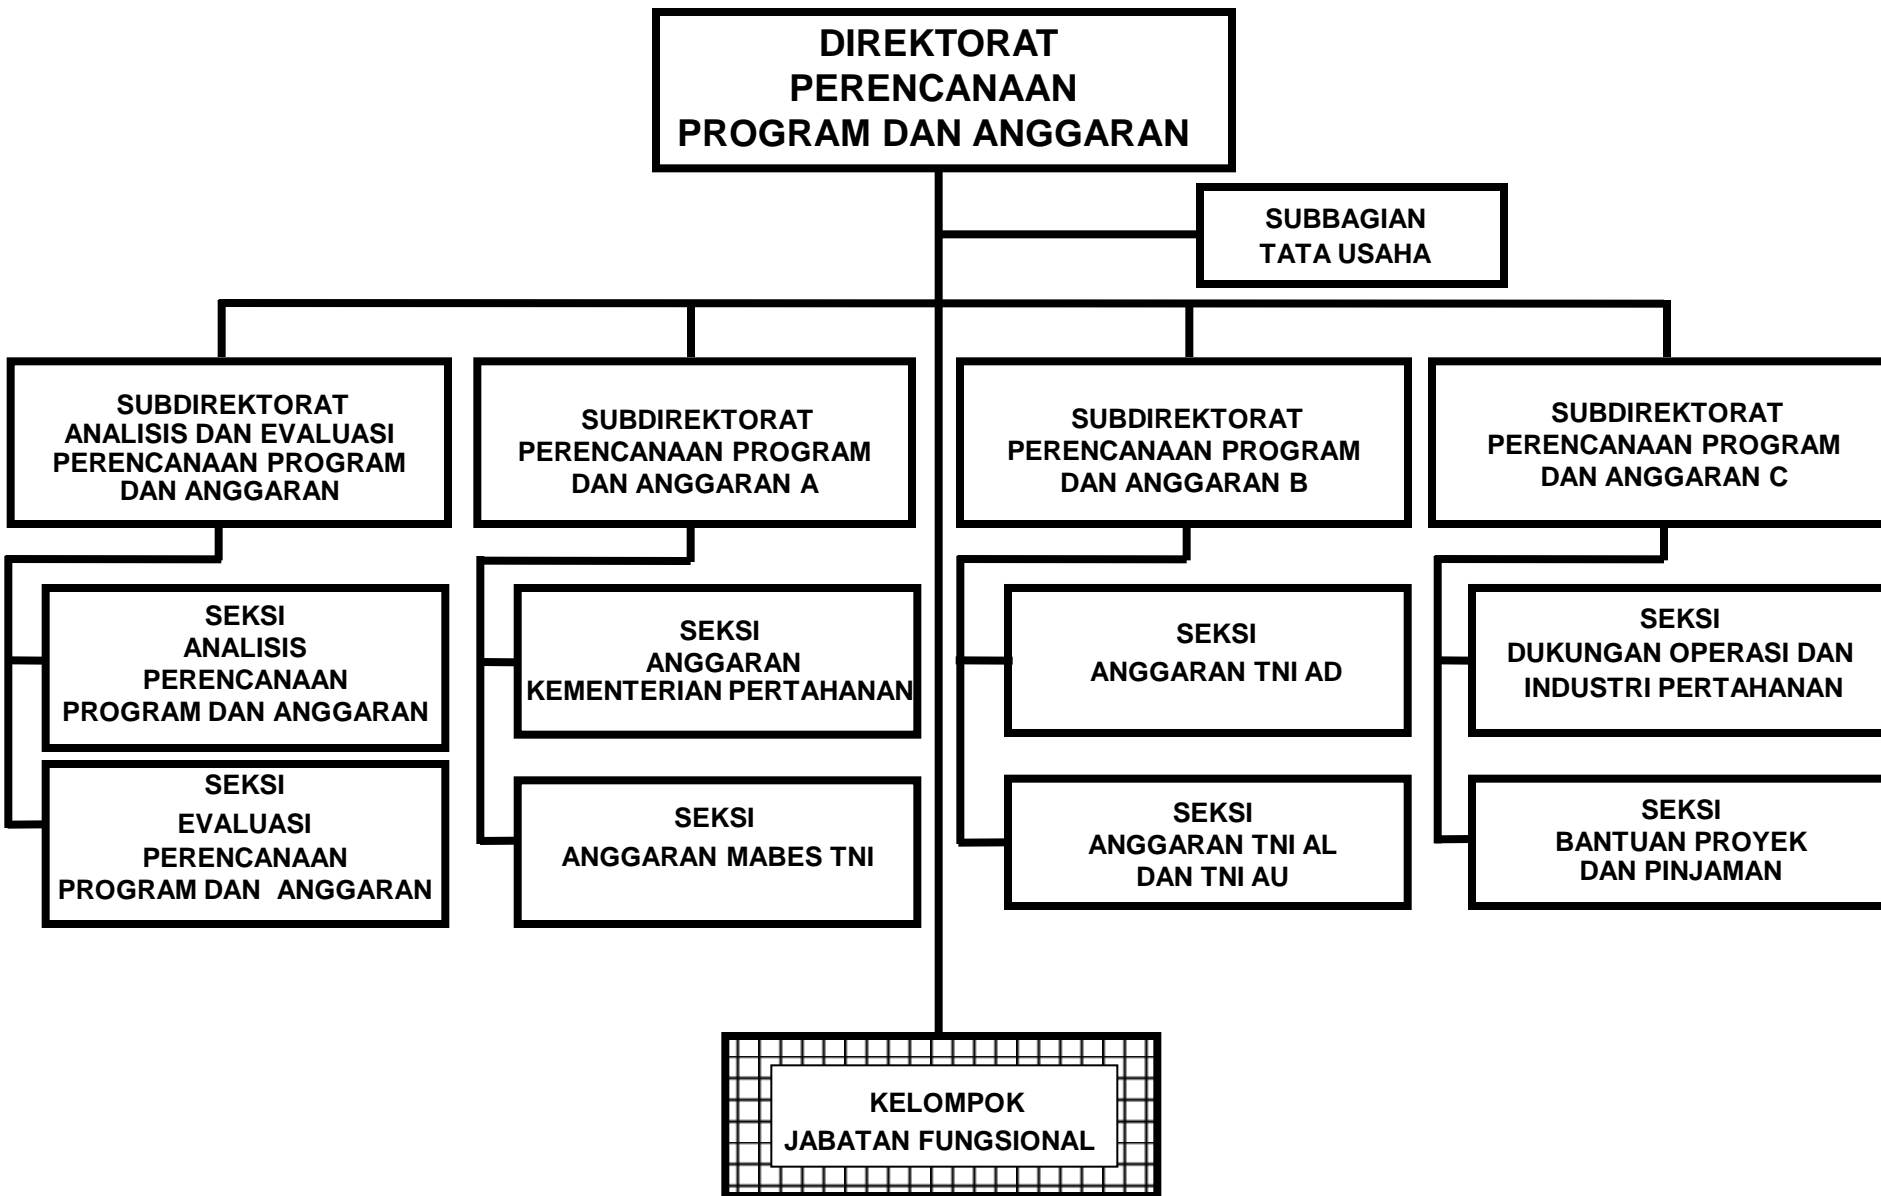 DIREKTORAT
PERENCANAAN
PROGRAM DAN ANGGARAN
SUBBAGIAN
TATA USAHA
SUBDIREKTORAT
ANALISIS DAN EVALUASI
PERENCANAAN PROGRAM
DAN ANGGARAN
SUBDIREKTORAT
PERENCANAAN PROGRAM
DAN ANGGARAN A
SUBDIREKTORAT
PERENCANAAN PROGRAM
DAN ANGGARAN B
SUBDIREKTORAT
PERENCANAAN PROGRAM
DAN ANGGARAN C
SEKSI
ANALISIS
PERENCANAAN
PROGRAM DAN ANGGARAN
SEKSI
ANGGARAN
KEMENTERIAN PERTAHANAN
SEKSI
ANGGARAN TNI AD
SEKSI
DUKUNGAN OPERASI DAN
INDUSTRI PERTAHANAN
SEKSI
EVALUASI
PERENCANAAN
PROGRAM DAN ANGGARAN
SEKSI
ANGGARAN MABES TNI
SEKSI
ANGGARAN TNI AL
DAN TNI AU
SEKSI
BANTUAN PROYEK
DAN PINJAMAN
KELOMPOK
JABATAN FUNGSIONAL